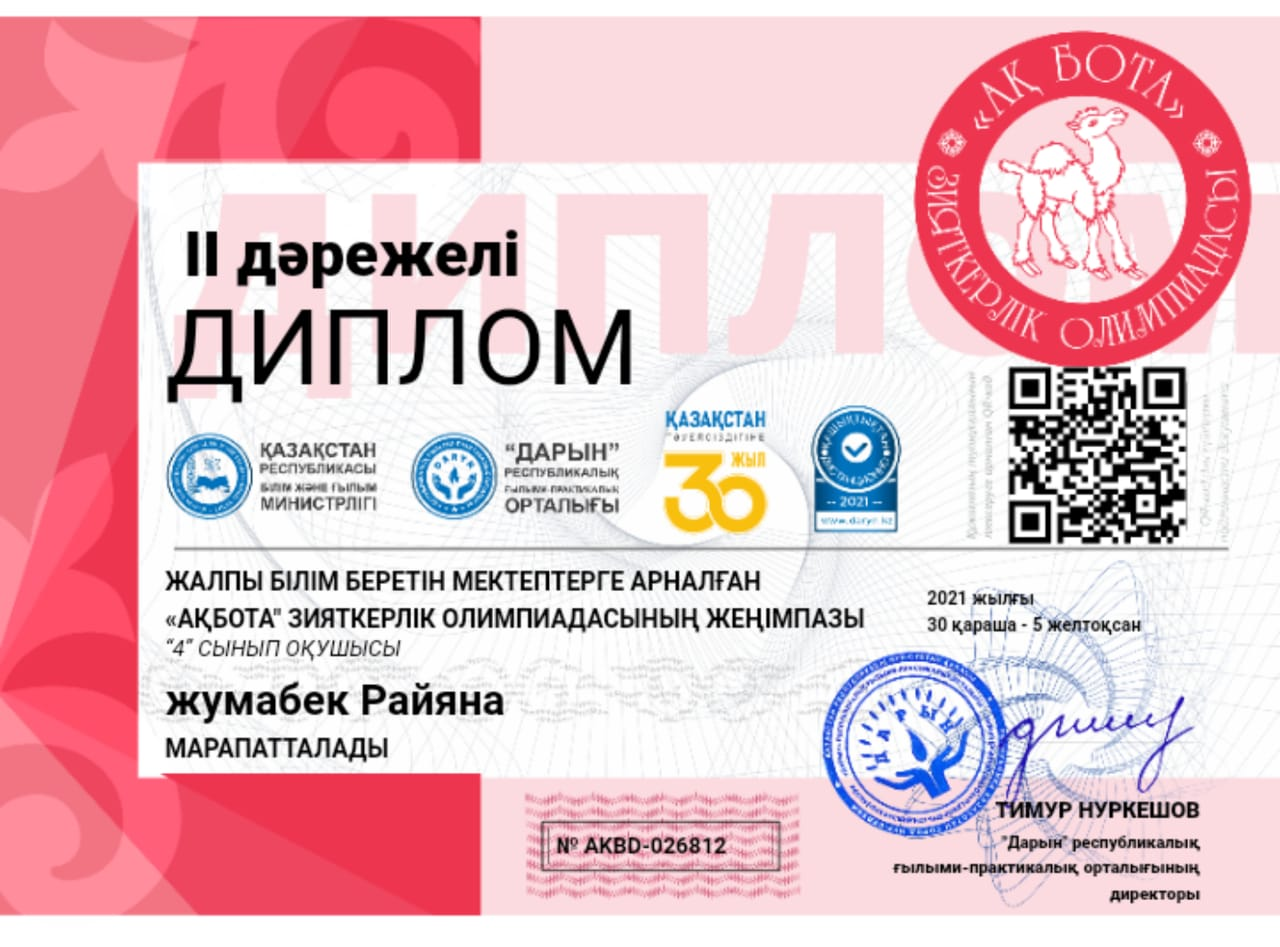 «АҚ БОТА»
ЗИЯТКЕРЛІК ОЛИМПИАДАСЫ
ДИПЛОМ
II дәрежелі
ДИПЛОМ
ҚАЗАҚСТАН
РЕСПУБЛИКАСЫ
БІЛІМ ЖӘНЕ ҒЫЛЫМ
МИНИСТРЛІГІ
DARYN
“ДАРЫН”
РЕСПУБЛИКАЛЫҚ
ҒЫЛЫМИ-ПРАКТИКАЛЫҚ
ОРТАЛЫҒЫ
ҚАЗАҚСТАН
ТӘУЕЛСІЗДІГІНЕ
30 ЖЫЛ
-- 2021 --
www.daryn.kz
ЖАЛПЫ БІЛІМ БЕРЕТІН МЕКТЕПТЕРГЕ АРНАЛҒАН
«АҚБОТА" ЗИЯТКЕРЛІК ОЛИМПИАДАСЫНЫҢ ЖЕҢІМПАЗЫ
“4” СЫНЫП ОҚУШЫСЫ
2021 жылғы
30 қараша - 5 желтоқсан
жумабек Райяна
МАРАПАТТАЛАДЫ
ДАРЫН
№ AKBD-026812
ТИМУР НУРКЕШОВ
"Дарын" республикалық
ғылыми-практикалық орталығының
директоры